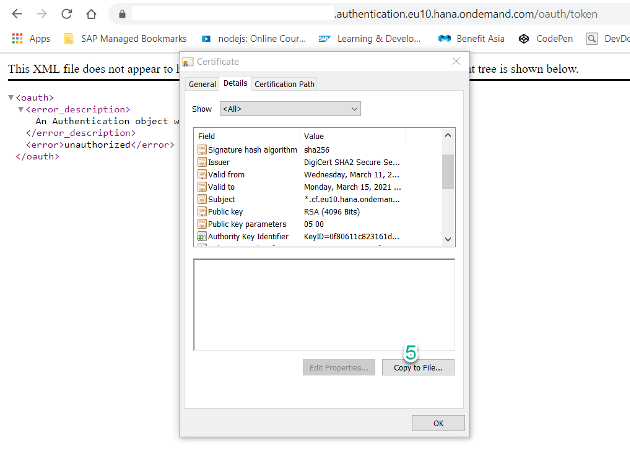 .authentication.eu10.hana.ondemand.com/oauth/token
Apps SAP Managed Bookmarks nodejs: Online Cour... Learning & Develo... Benefit Asia CodePen DevDo
This XML file does not appear to h
nt tree is shown below.
<oauth>
<error_description>
An Authentication object w
</error_description>
<error>unauthorized</error>
</oauth>
Certificate
General Details Certification Path
Show <All>
Field Value
Signature hash algorithm sha256
Issuer DigiCert SHA2 Secure Se...
Valid from Wednesday, March 11, 2...
Valid to Monday, March 15, 2021 ...
Subject *.cf.eu10.hana.ondeman...
Public key RSA (4096 Bits)
Public key parameters 05 00
Authority Key Identifier KeyID=0f80611c823161d...
5
Edit Properties... Copy to File...
OK